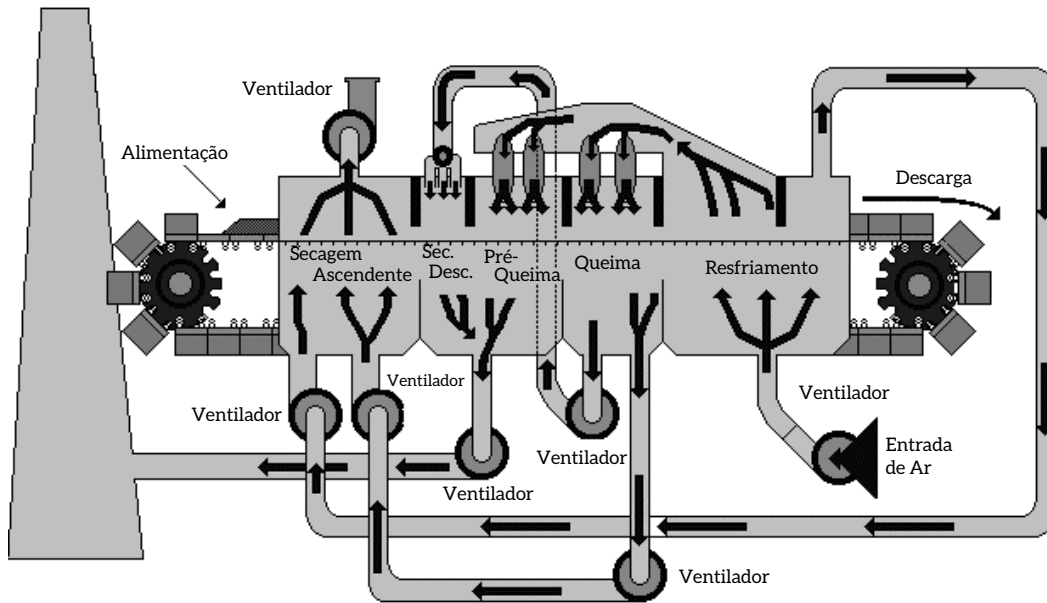 Ventilador
Alimentação
Descarga
Secagem
Ascendente
Sec.
Desc.
Pré-
Queima
Queima
Resfriamento
Ventilador
Ventilador
Ventilador
Ventilador
Ventilador
Entrada
de Ar
Ventilador